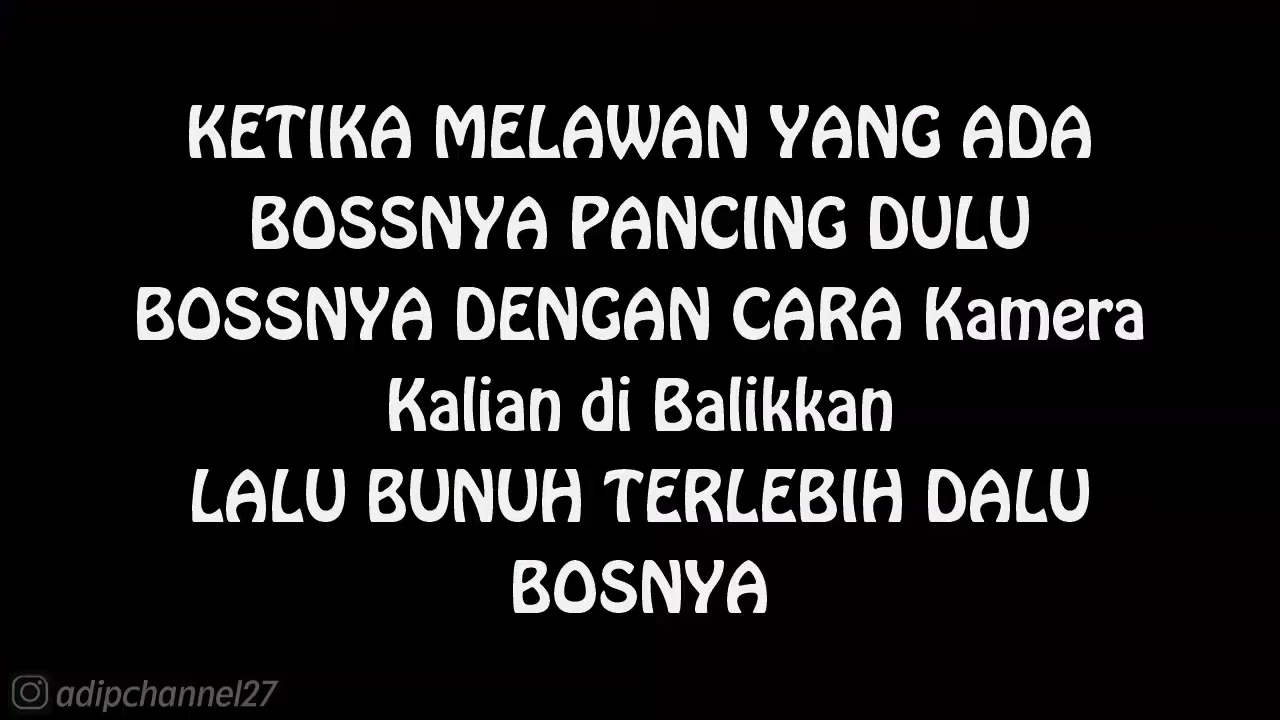 KETIKA MELAWAN YANG ADA
BOSSNYA PANCING DULU
BOSSNYA DENGAN CARA Kamera
Kalian di Balikkan
LALU BUNUH TERLEBIH DALU
BOSNYA
adipchannel27